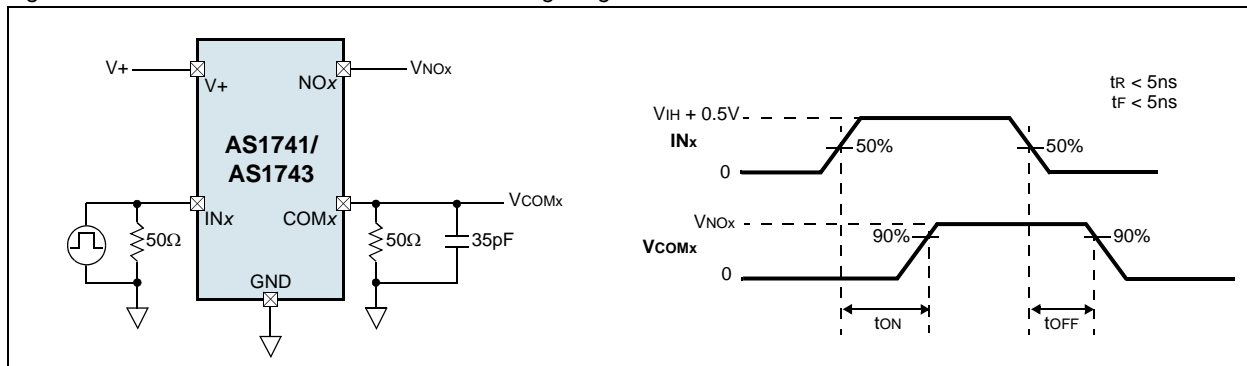 V+
V+
NOx
VNOx
AS1741/
AS1743
INx
COMx
VCOMx
50Ω
50Ω
35pF
GND
tR < 5ns
tF < 5ns
VIH + 0.5V
INx
50%
50%
0
VNOx
VCOMx
90%
90%
0
tON
tOFF